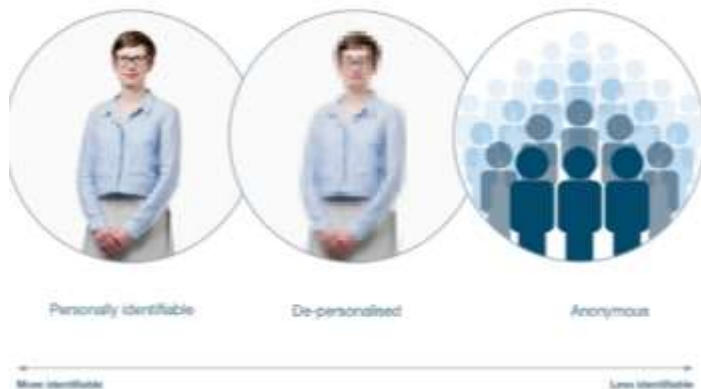 Personally identifiable
De-personalised
Anonymous
More identifiable
Less identifiable